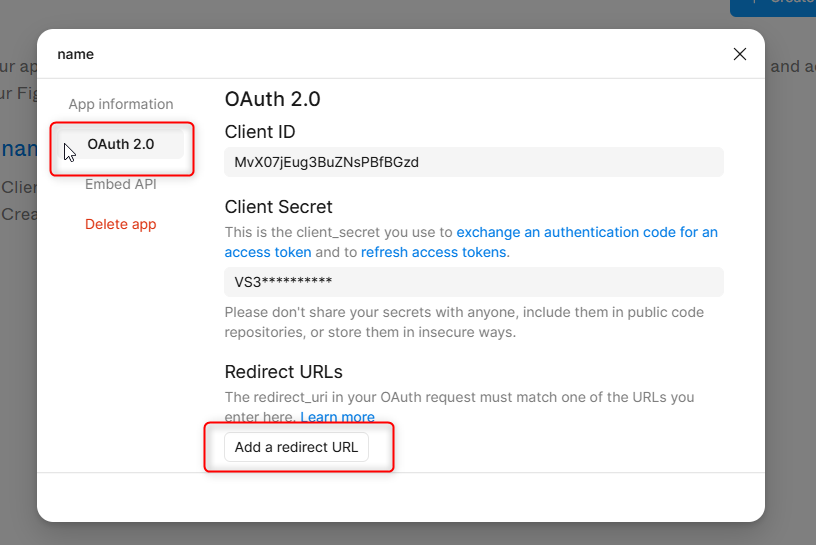 Create
name
ur ap
and a
App information
OAuth 2.0
ur Fig
OAuth 2.0
Client ID
nan
MvX07jEug3BuZNsPBfBGzd
Embed API
Clier
Client Secret
Crea
Delete app
This is the client_secret you use to exchange an authentication code for an
access token and to refresh access tokens.
VS3**********
Please don't share your secrets with anyone, include them in public code
repositories, or store them in insecure ways.
Redirect URLs
The redirect_uri in your OAuth request must match one of the URLs you
enter here. Learn more
Add a redirect URL